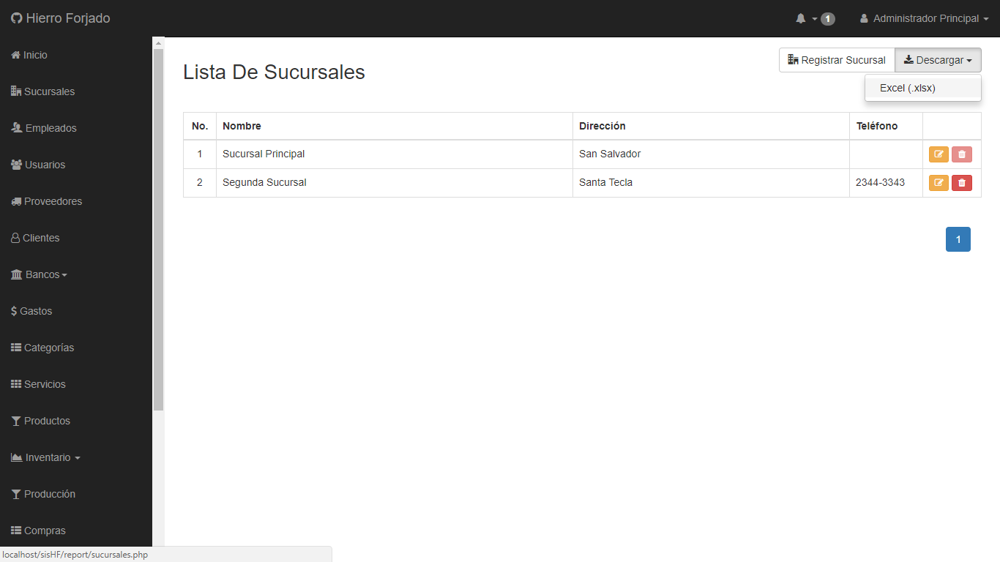 Hierro Forjado
1
Administrador Principal
Inicio
Sucursales
Empleados
Usuarios
Proveedores
Clientes
Bancos
$ Gastos
Categorías
Servicios
Productos
Inventario
Producción
Compras
Lista De Sucursales
Registrar Sucursal
Descargar
Excel (.xlsx)
No. Nombre Dirección Teléfono
1 Sucursal Principal San Salvador
2 Segunda Sucursal Santa Tecla 2344-3343
1
localhost/sisHF/report/sucursales.php